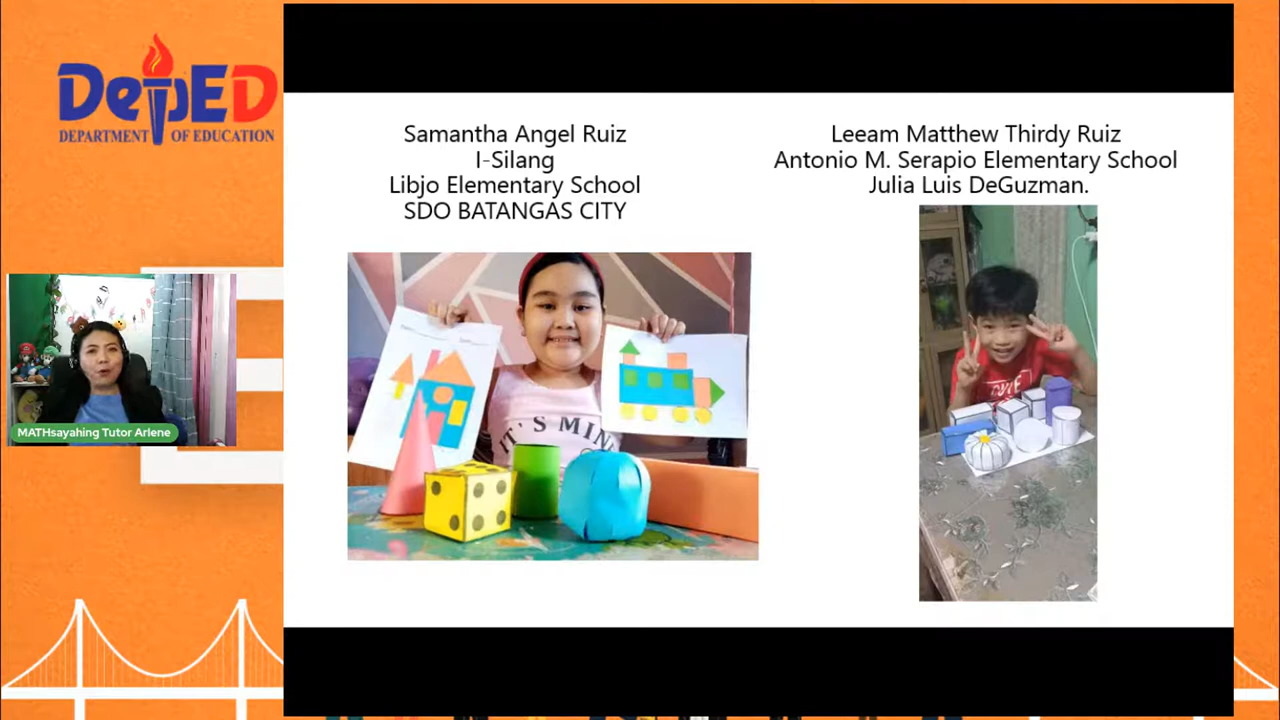 DepED
DEPARTMENT OF EDUCATION
Samantha Angel Ruiz
I-Silang
Libjo Elementary School
SDO BATANGAS CITY
Leeam Matthew Thirdy Ruiz
Antonio M. Serapio Elementary School
Julia Luis DeGuzman.
IT'S MIN
MATHsayahing Tutor Arlene